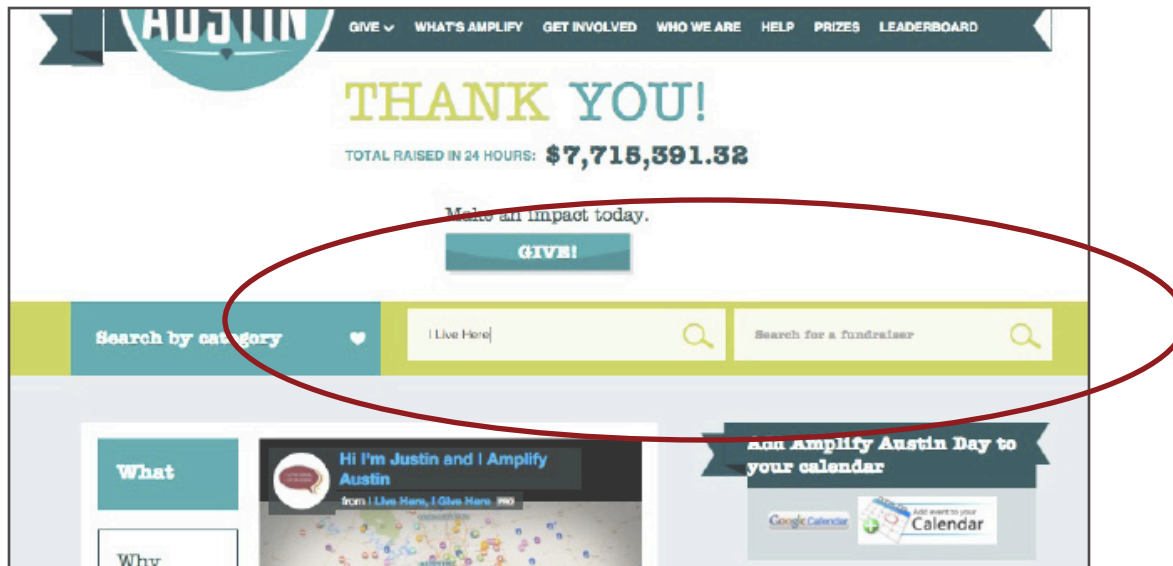 AUSTIN
GIVE WHAT'S AMPLIFY GET INVOLVED WHO WE ARE HELP PRIZES LEADERBOARD
THANK YOU!
TOTAL RAISED IN 24 HOURS: $7,715,391.32
Make an impact today.
GIVE!
Search by category
I Live Here
Search for a fundraiser
What
Why
Hi I'm Justin and I Amplify
Austin
from I Live Here, I Give Here PRO
AUSTIN
Add Amplify Austin Day to
your calendar
Google Calendar
Add event to your
Calendar